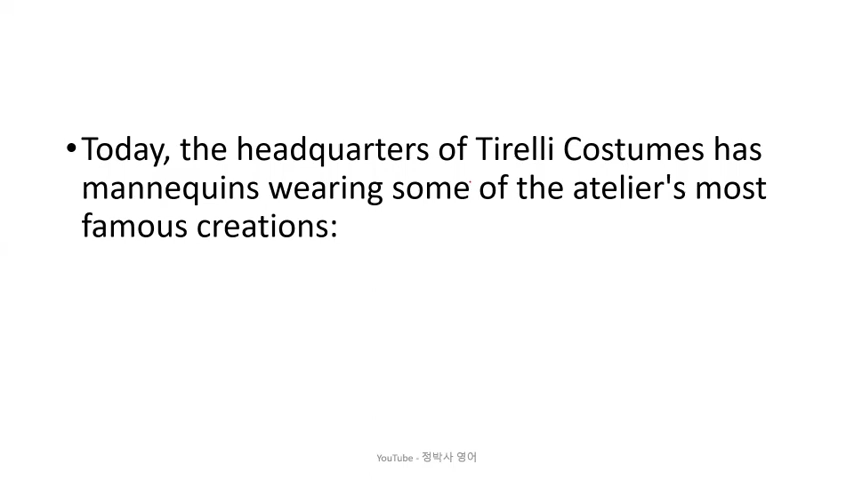 •Today, the headquarters of Tirelli Costumes has
mannequins wearing some of the atelier's most
famous creations:
YouTube - 정박사 영어